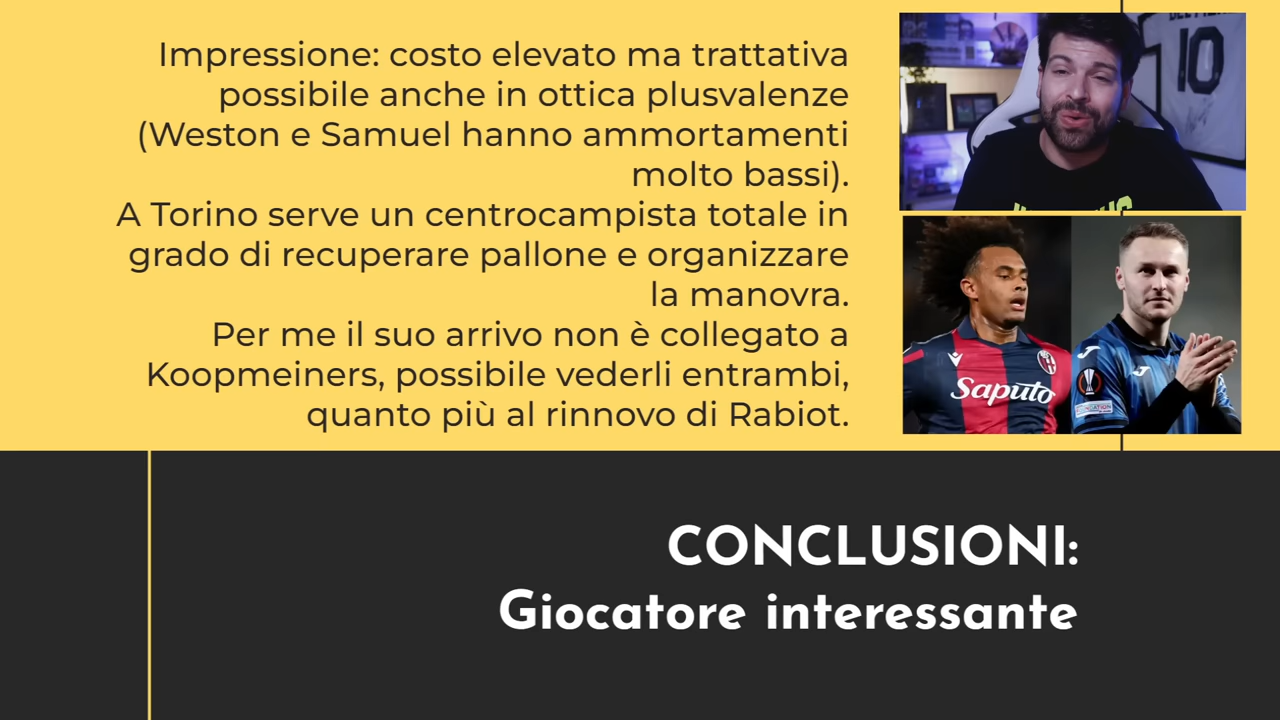 Impressione: costo elevato ma trattativa
possibile anche in ottica plusvalenze
(Weston e Samuel hanno ammortamenti
molto bassi).
A Torino serve un centrocampista totale in
grado di recuperare pallone e organizzare
la manovra.
Per me il suo arrivo non è collegato a
Koopmeiners, possibile vederli entrambi,
quanto più al rinnovo di Rabiot.
10
Saputo
CONCLUSIONI:
Giocatore interessante